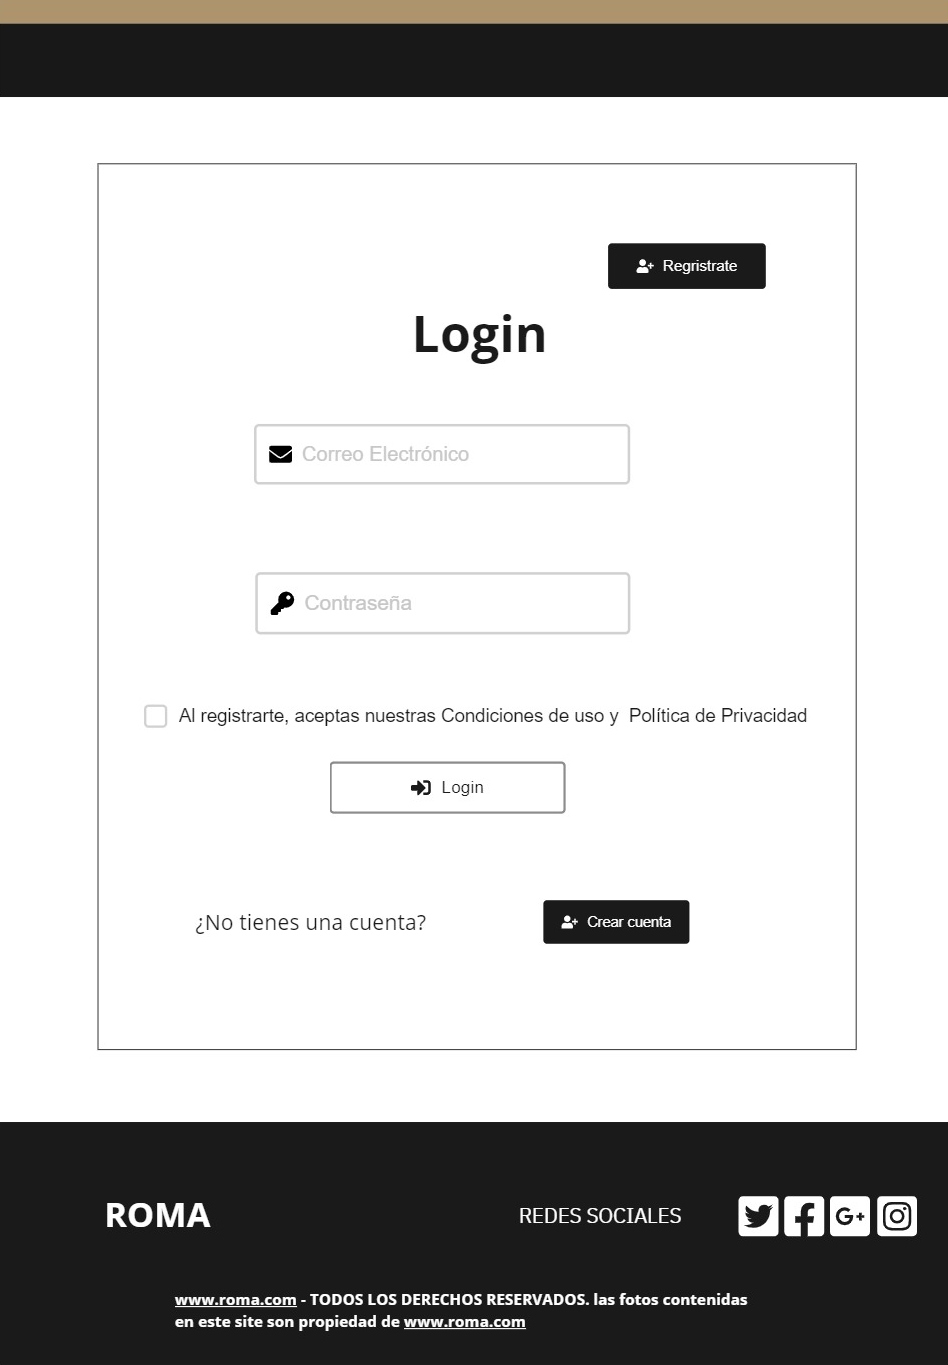 Regristrate
Login
Correo Electrónico
Contraseña
Al registrarte, aceptas nuestras Condiciones de uso y  Política de Privacidad
Login
¿No tienes una cuenta?
Crear cuenta
ROMA
REDES SOCIALES
www.roma.com - TODOS LOS DERECHOS RESERVADOS. las fotos contenidas
en este site son propiedad de www.roma.com